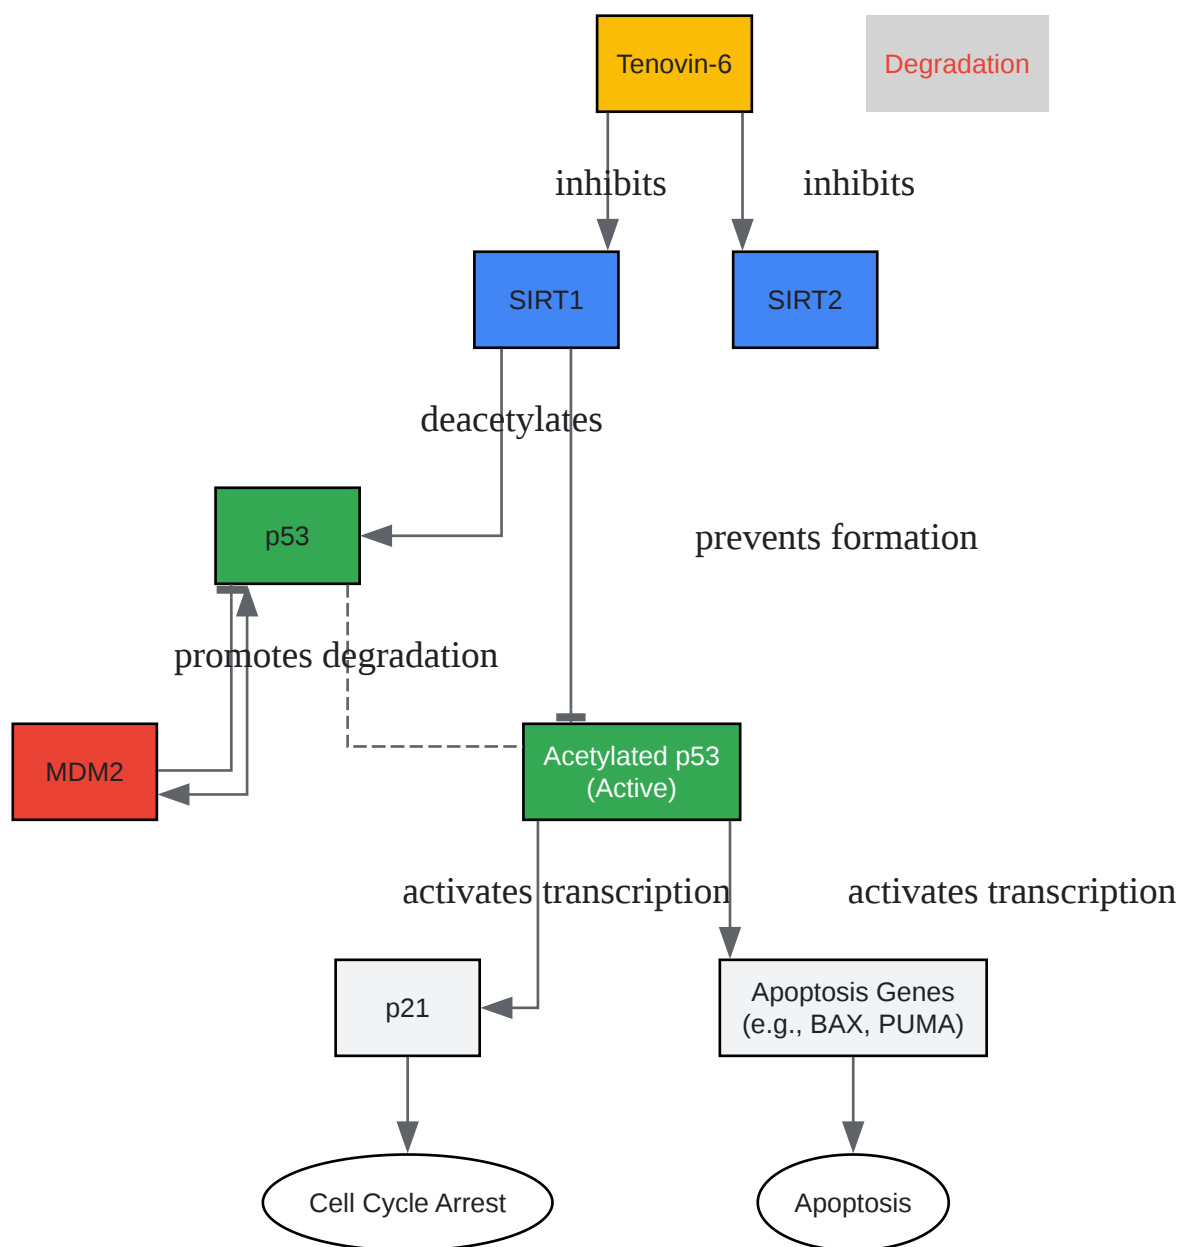 Tenovin-6
Degradation
inhibits
inhibits
SIRT1
SIRT2
deacetylates
p53
prevents formation
promotes degradation
MDM2
Acetylated p53
(Active)
activates transcription
activates transcription
p21
Apoptosis Genes
(e.g., BAX, PUMA)
Cell Cycle Arrest
Apoptosis